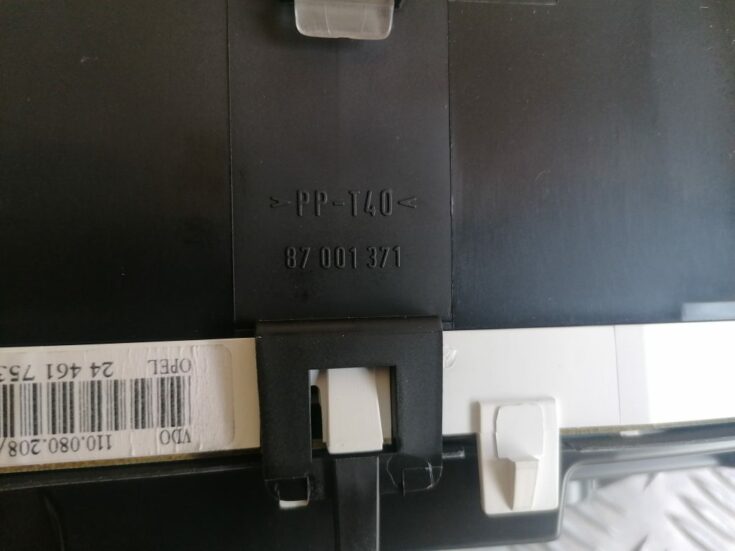 >PP-T40<
87 001 371
110.080.208/
VDO
24 461 753
OPEL